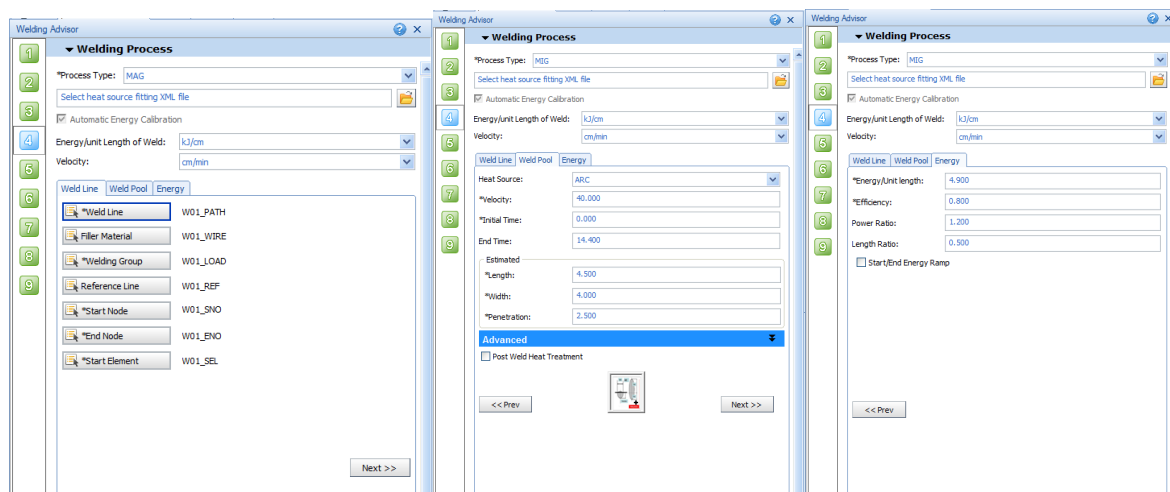 Welding Advisor
1
2
3
4
5
6
7
8
9
Welding Process
*Process Type: MAG
Select heat source fitting XML file
Automatic Energy Calibration
Energy/unit Length of Weld: kJ/cm
Velocity: cm/min
Weld Line Weld Pool Energy
*Weld Line W01_PATH
Filler Material W01_WIRE
*Welding Group W01_LOAD
Reference Line W01_REF
*Start Node W01_SNO
*End Node W01_ENO
*Start Element W01_SEL
Next >>
Welding Advisor
1
2
3
4
5
6
7
8
9
Welding Process
*Process Type: MIG
Select heat source fitting XML file
Automatic Energy Calibration
Energy/unit Length of Weld: kJ/cm
Velocity: cm/min
Weld Line Weld Pool Energy
Heat Source: ARC
*Velocity: 40.000
*Initial Time: 0.000
End Time: 14.400
Estimated
*Length: 4.500
*Width: 4.000
*Penetration: 2.500
Advanced
Post Weld Heat Treatment
<< Prev Next >>
Welding Advisor
1
2
3
4
5
6
7
8
9
Welding Process
*Process Type: MIG
Select heat source fitting XML file
Automatic Energy Calibration
Energy/unit Length of Weld: kJ/cm
Velocity: cm/min
Weld Line Weld Pool Energy
*Energy/Unit length: 4.900
*Efficiency: 0.800
Power Ratio: 1.200
Length Ratio: 0.500
Start/End Energy Ramp
<< Prev